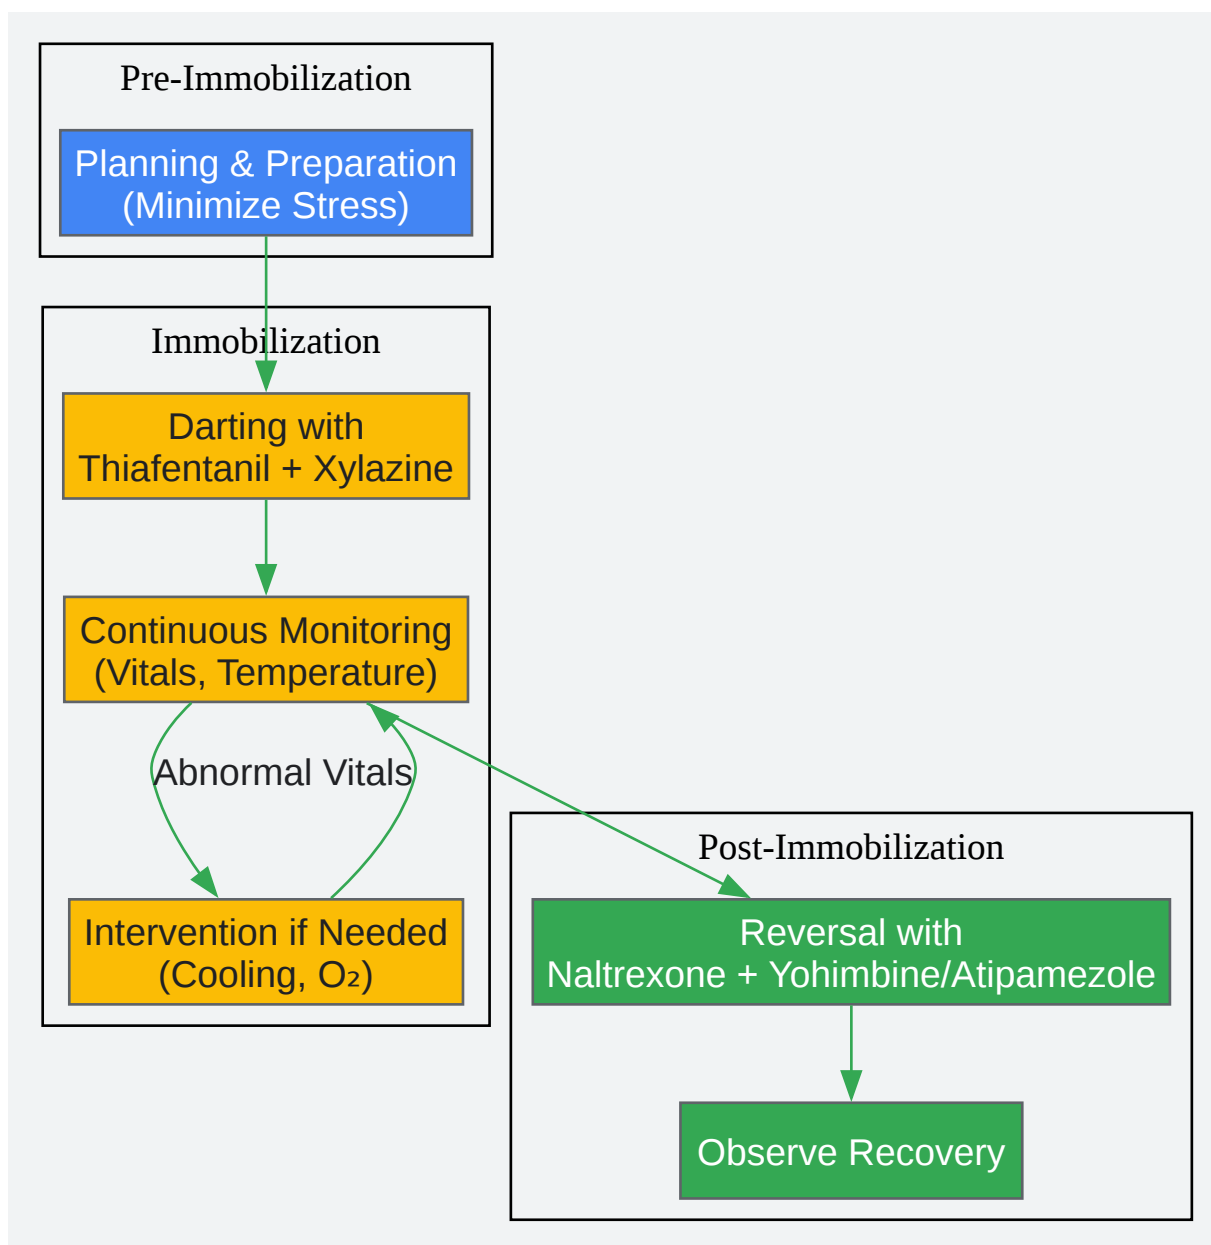 Pre-Immobilization
Planning & Preparation
(Minimize Stress)
Immobilization
Darting with
Thiafentanil + Xylazine
Continuous Monitoring
(Vitals, Temperature)
Abnormal Vitals
Intervention if Needed
(Cooling, O₂)
Post-Immobilization
Reversal with
Naltrexone + Yohimbine/Atipamezole
Observe Recovery